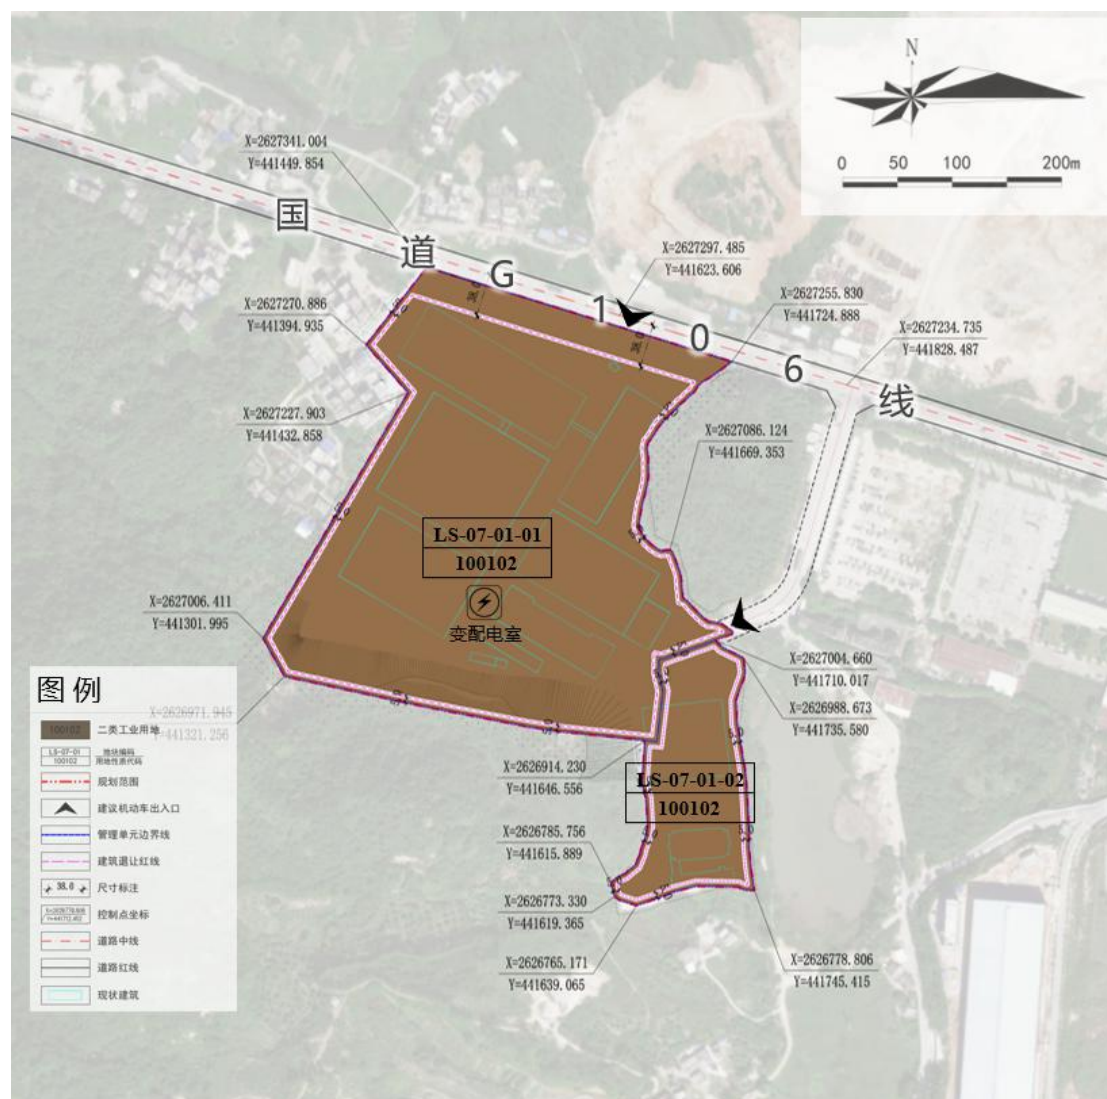 N
0 50 100 200m
X=2627341.004
Y=441449.854
国道G106线
X=2627297.485
Y=441623.606
X=2627255.830
Y=441724.888
X=2627270.886
Y=441394.935
X=2627234.735
Y=441828.487
X=2627227.903
Y=441432.858
X=2627086.124
Y=441669.353
LS-07-01-01
100102
变配电室
X=2627006.411
Y=441301.995
X=2627004.660
Y=441710.017
X=2626988.673
Y=441735.580
X=2626971.945
Y=441321.256
X=2626914.230
Y=441646.556
LS-07-01-02
100102
X=2626785.756
Y=441615.889
X=2626773.330
Y=441619.365
X=2626765.171
Y=441639.065
X=2626778.806
Y=441745.415
图例
100102 二类工业用地
LS-07-01 地块编码
100102 用地性质代码
规划范围
建议机动车出入口
管理单元边界线
建筑退让红线
38.0 尺寸标注
控制点坐标
道路中线
道路红线
现状建筑